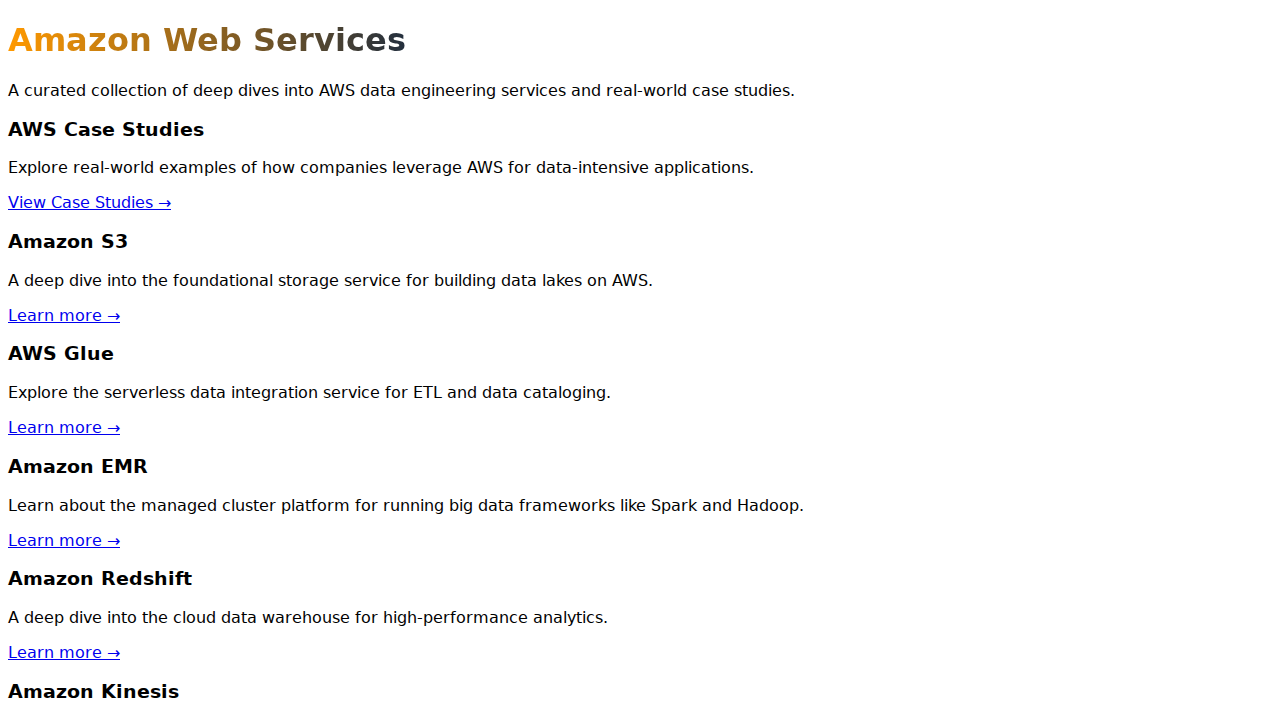 Amazon Web Services
A curated collection of deep dives into AWS data engineering services and real-world case studies.
AWS Case Studies
Explore real-world examples of how companies leverage AWS for data-intensive applications.
View Case Studies →
Amazon S3
A deep dive into the foundational storage service for building data lakes on AWS.
Learn more →
AWS Glue
Explore the serverless data integration service for ETL and data cataloging.
Learn more →
Amazon EMR
Learn about the managed cluster platform for running big data frameworks like Spark and Hadoop.
Learn more →
Amazon Redshift
A deep dive into the cloud data warehouse for high-performance analytics.
Learn more →
Amazon Kinesis